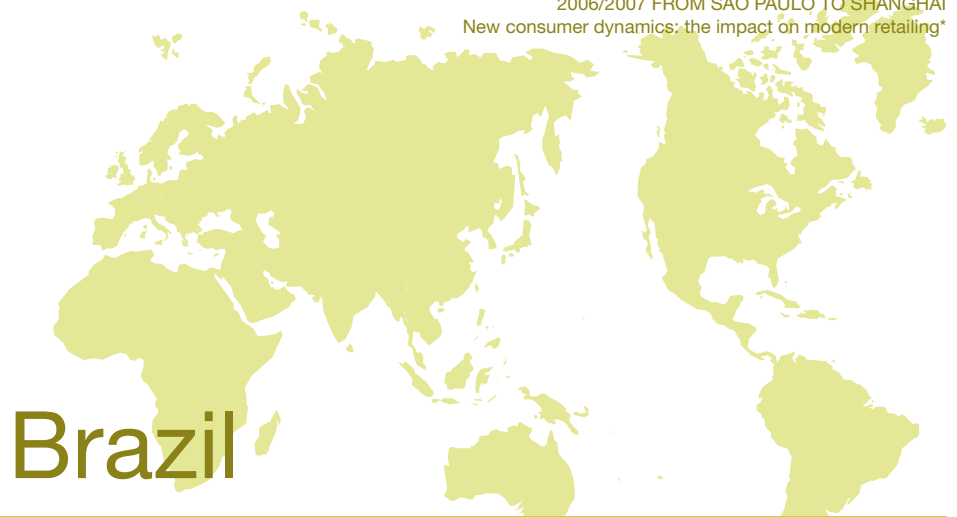 2006/2007 FROM SAO PAULO TO SHANGHAI
New consumer dynamics: the impact on modern retailing*
Brazil